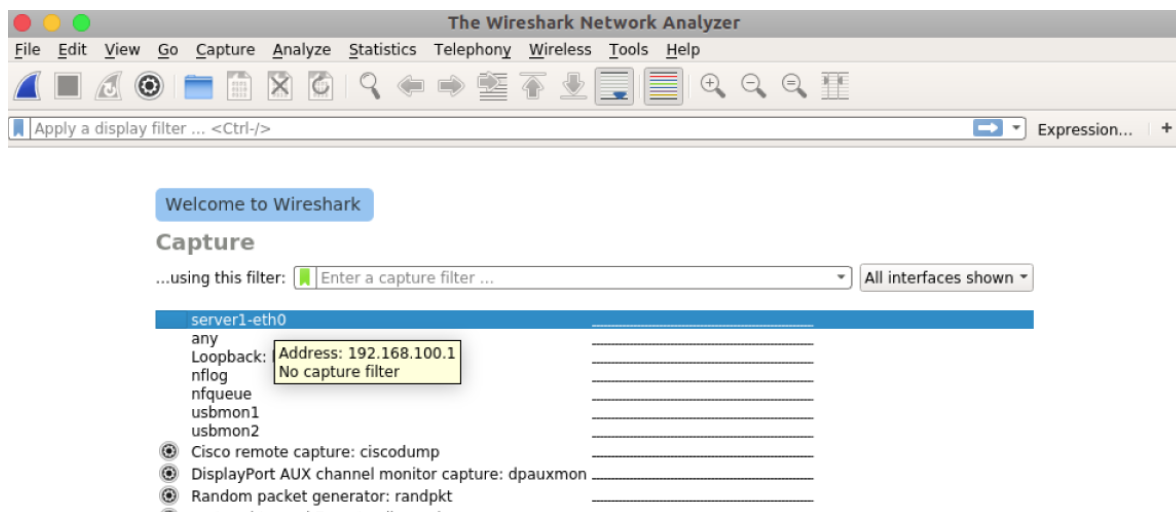 The Wireshark Network Analyzer
File Edit View Go Capture Analyze Statistics Telephony Wireless Tools Help
Apply a display filter ... <Ctrl-/> Expression... +
Welcome to Wireshark
Capture
...using this filter: Enter a capture filter ... All interfaces shown
server1-eth0
any
Loopback:
Address: 192.168.100.1
No capture filter
nflog
nfqueue
usbmon1
usbmon2
Cisco remote capture: ciscodump
DisplayPort AUX channel monitor capture: dpauxmon
Random packet generator: randpkt